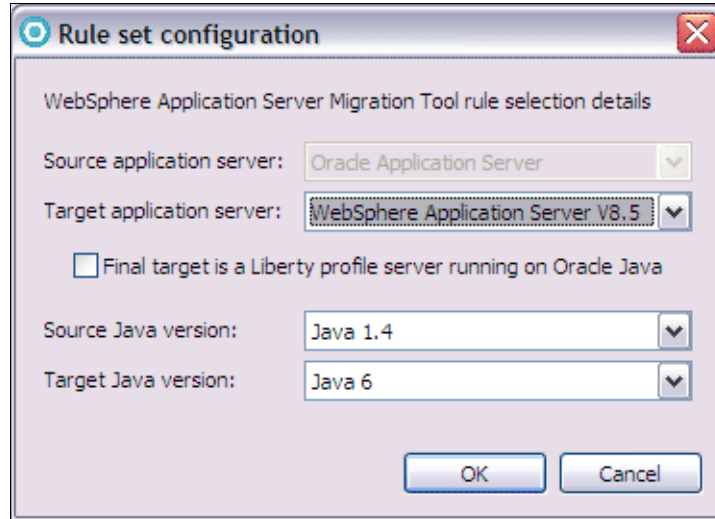 Rule set configuration
WebSphere Application Server Migration Tool rule selection details
Source application server: Oracle Application Server
Target application server: WebSphere Application Server V8.5
Final target is a Liberty profile server running on Oracle Java
Source Java version: Java 1.4
Target Java version: Java 6
OK Cancel